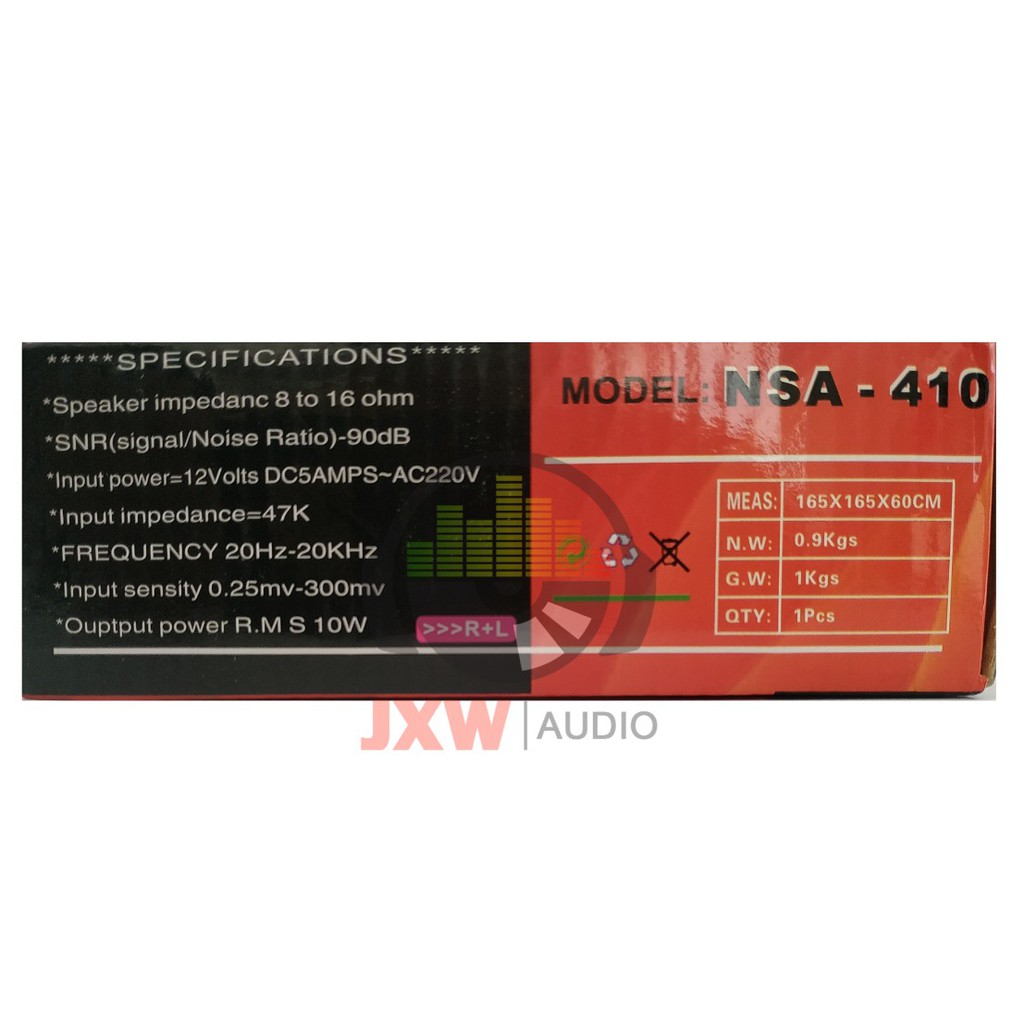 *****SPECIFICATIONS*****
*Speaker impedanc 8 to 16 ohm
*SNR(signal/Noise Ratio)-90dB
*Input power=12Volts DC5AMPS~AC220V
*Input impedance=47K
*FREQUENCY 20Hz-20KHz
*Input sensity 0.25mv-300mv
*Ouptput power R.M S 10W
>>>R+L
MODEL: NSA - 410
MEAS: 165X165X60CM
N.W: 0.9Kgs
G.W: 1Kgs
QTY: 1Pcs
JXW AUDIO